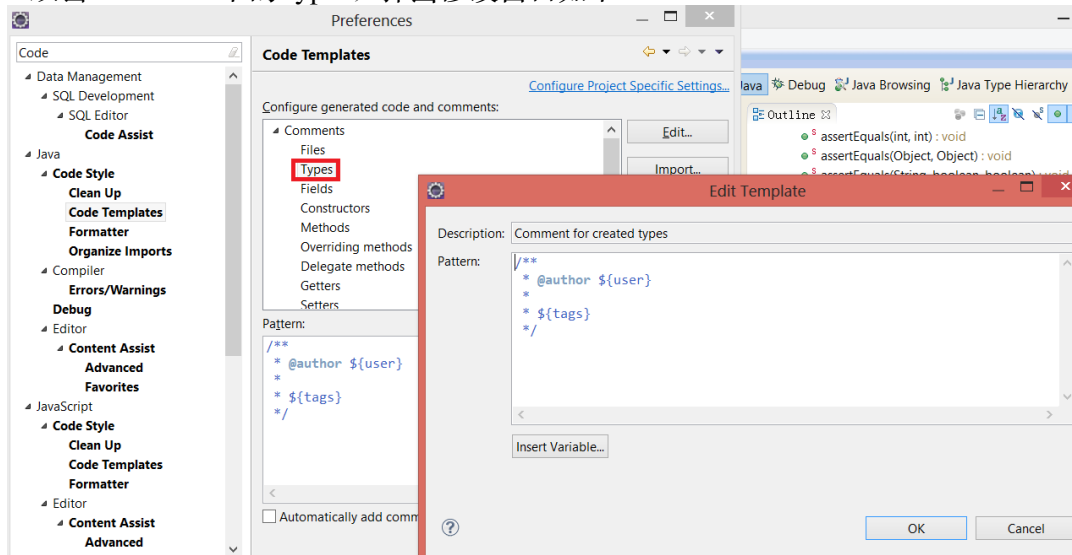 Preferences
Code
Data Management
SQL Development
SQL Editor
Code Assist
Java
Code Style
Clean Up
Code Templates
Formatter
Organize Imports
Compiler
Errors/Warnings
Debug
Editor
Content Assist
Advanced
Favorites
JavaScript
Code Style
Clean Up
Code Templates
Formatter
Editor
Content Assist
Advanced
Code Templates
Configure Project Specific Settings...
Configure generated code and comments:
Comments
Files
Types
Fields
Constructors
Methods
Overriding methods
Delegate methods
Getters
Setters
Edit...
Import...
Pattern:
/**
* @author ${user}
*
* ${tags}
*/
Automatically add comm
Java Debug Java Browsing Java Type Hierarchy
Outline
assertEquals(int, int) : void
assertEquals(Object, Object) : void
Edit Template
Description: Comment for created types
Pattern:
/**
* @author ${user}
*
* ${tags}
*/
Insert Variable...
OK
Cancel